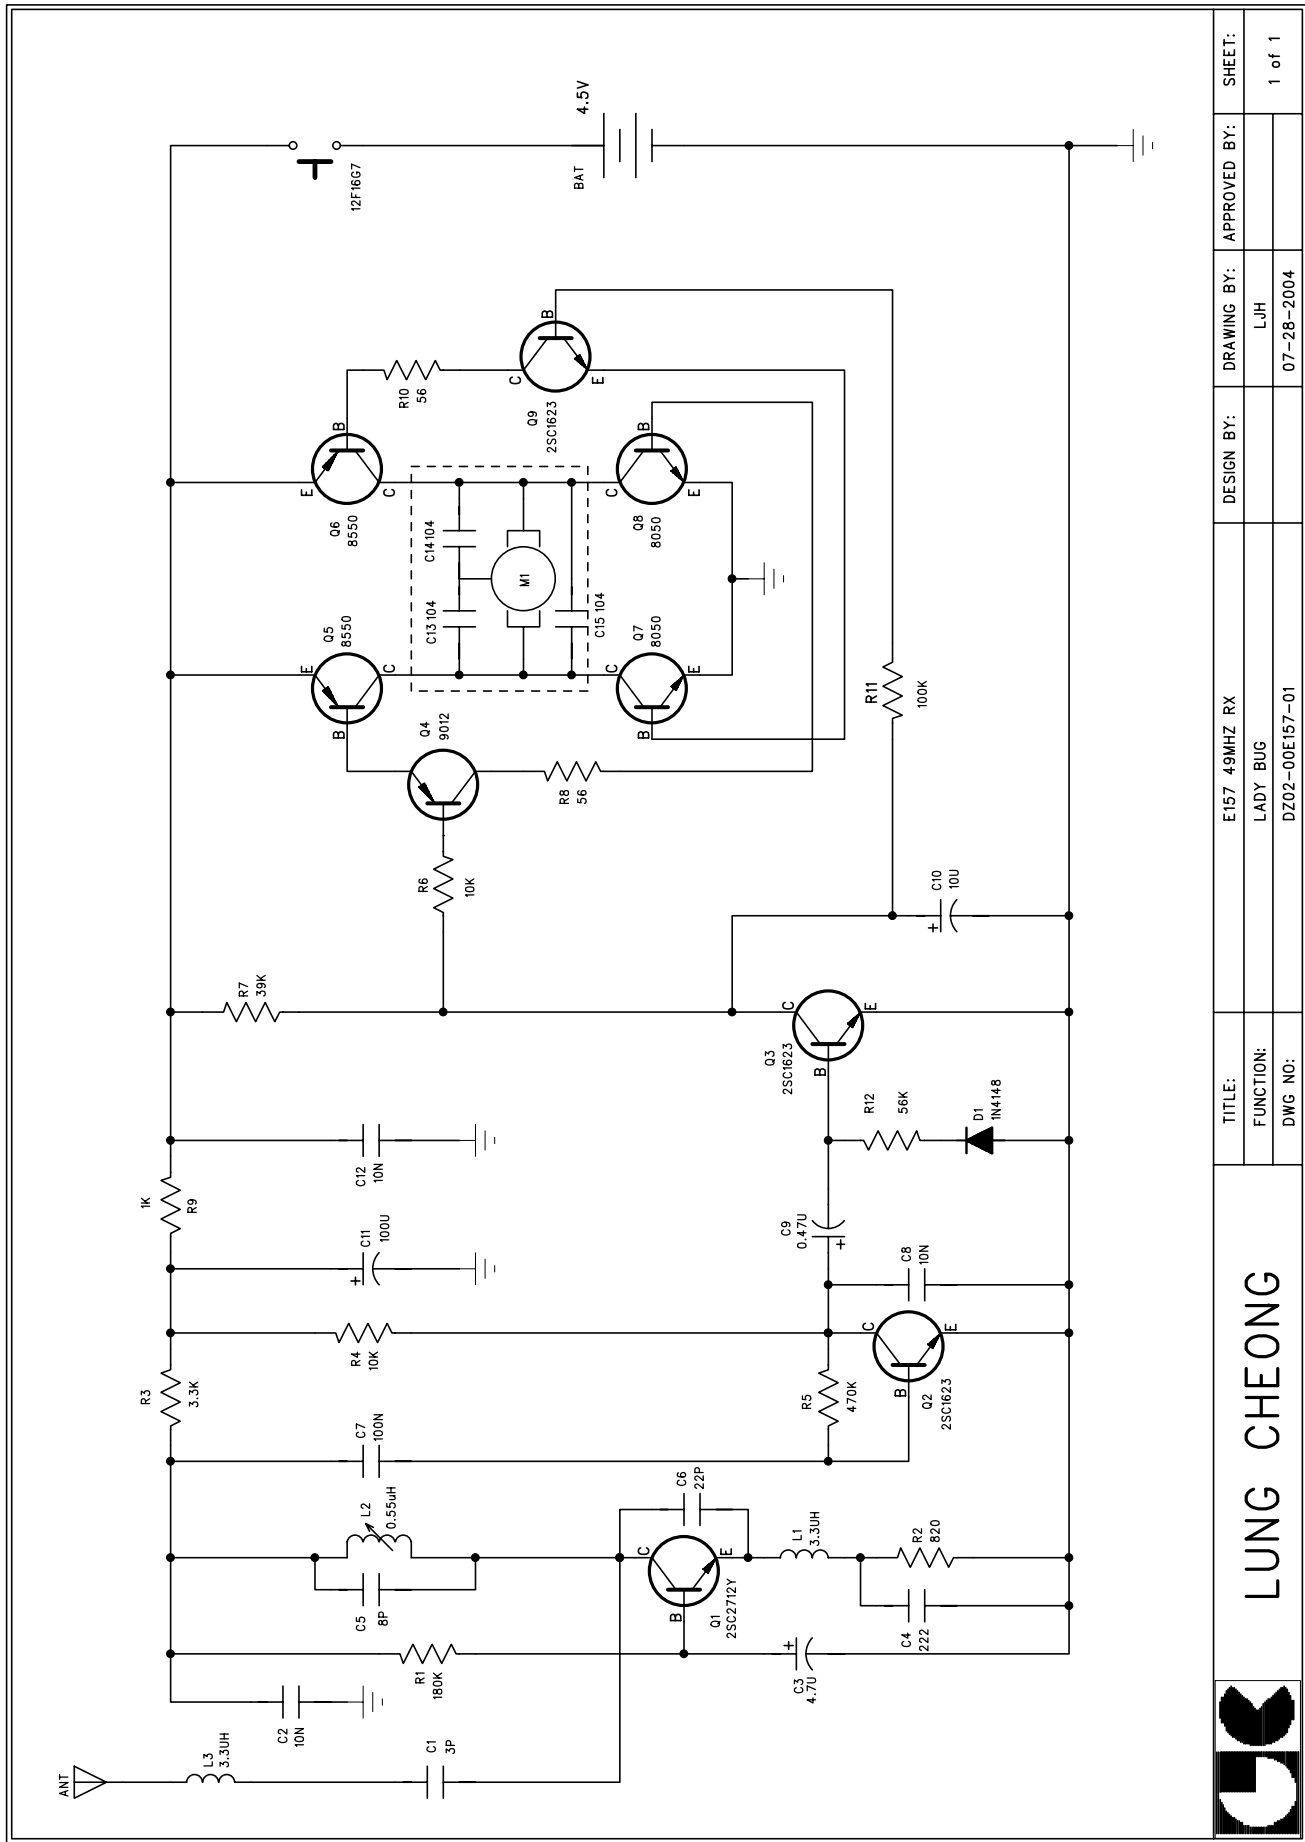 ANT
L3
3.3UH
C1
3P
C2
10N
R1
180K
C5
8P
L2
0.55uH
C3
4.7U
+
B
C
E
Q1
2SC2712Y
C6
22P
L1
3.3UH
C4
222
R2
820
R3
3.3K
C7
100N
R4
10K
R5
470K
B
C
E
Q2
2SC1623
C8
10N
C11
100U
+
1K
R9
C12
10N
C9
0.47U
+
R12
56K
D1
1N4148
B
C
E
Q3
2SC1623
R7
39K
C10
10U
+
R6
10K
Q4
9012
R8
56
B
E
C
Q5
8550
Q6
8550
E
B
C
C13 104
C14 104
M1
C15 104
Q7
8050
C
B
E
Q8
8050
C
B
E
R10
56
Q9
2SC1623
C
B
E
R11
100K
12F16G7
BAT
4.5V
LUNG CHEONG
TITLE:
E157 49MHZ RX
FUNCTION:
LADY BUG
DWG NO:
DZ02-00E157-01
DESIGN BY:
DRAWING BY:
LJH
07-28-2004
APPROVED BY:
SHEET:
1 of 1